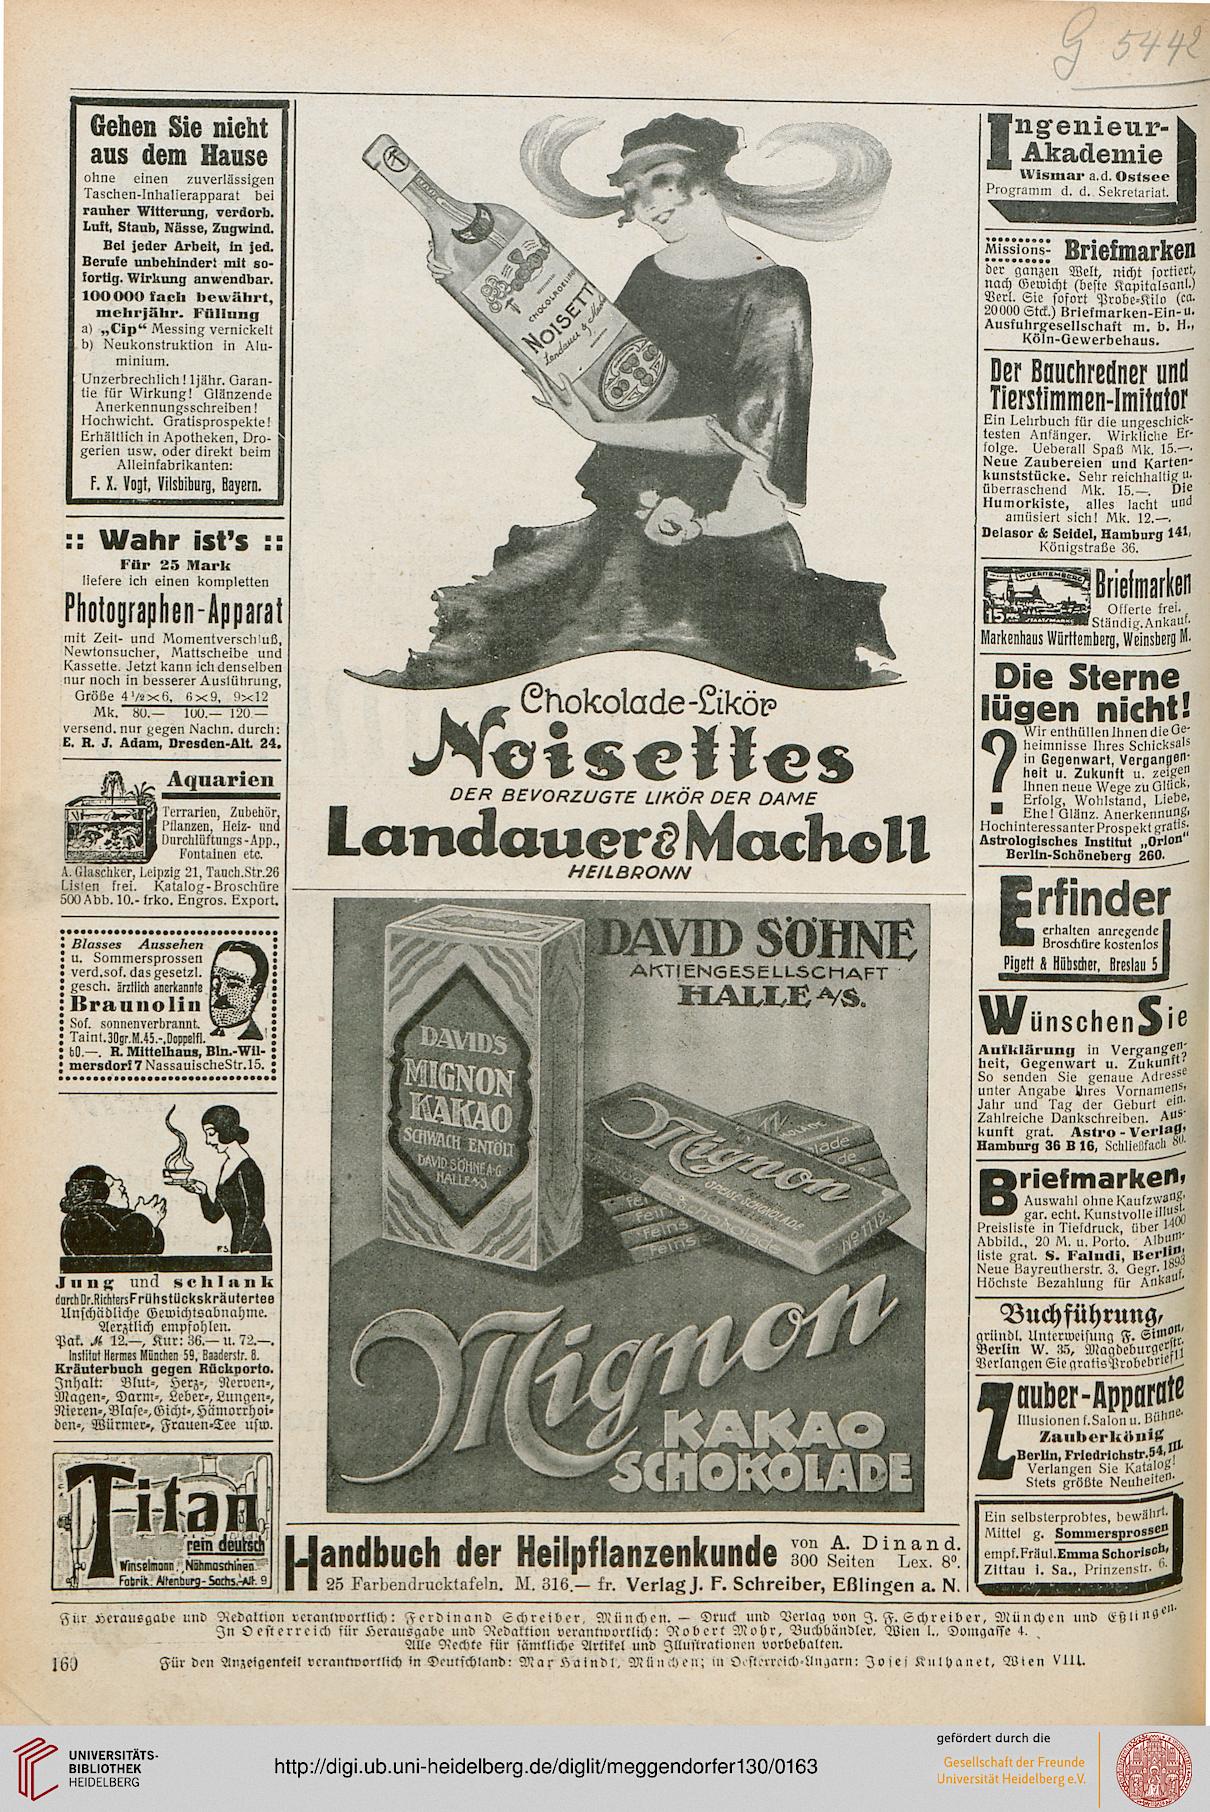 G 5442
Gehen Sie nicht
aus dem Hause
ohne einen zuverlässigen
Taschen-Inhalierapparat bei
rauher Witterung, verdorb.
Luft, Staub, Nässe, Zugwind.
Bei jeder Arbeit, in jed.
Berufe unbehindert mit so-
fortig. Wirkung anwendbar.
100000 fach bewährt,
mehrjähr. Füllung
a) „Cip“ Messing vernickelt
b) Neukonstruktion in Alu-
minium.
Unzerbrechlich! 1jähr. Garan-
tie für Wirkung! Glänzende
Anerkennungsschreiben!
Hochwicht. Gratisprospekte!
Erhältlich in Apotheken, Dro-
gerien usw. oder direkt beim
Alleinfabrikanten:
F. X. Vogt, Vilsbiburg, Bayern.
:: Wahr ist's ::
Für 25 Mark
liefere ich einen kompletten
Photographen-Apparat
mit Zeit- und Momentverschluß,
Newtonsucher, Mattscheibe und
Kassette. Jetzt kann ich denselben
nur noch in besserer Ausführung,
Größe 4½×6, 6×9, 9×12
Mk. 80.— 100.— 120.—
versend. nur gegen Nachn. durch:
E. R. J. Adam, Dresden-Alt. 24.
Aquarien
Terrarien, Zubehör,
Pflanzen, Heiz- und
Durchlüftungs-App.,
Fontainen etc.
A. Glaschker, Leipzig 21, Tauch.Str.26
Listen frei. Katalog-Broschüre
500 Abb. 10.- frko. Engros. Export.
Blasses Aussehen
u. Sommersprossen
verd.sof. das gesetzl.
gesch. ärztlich anerkannte
Braunolin
Sof. sonnenverbrannt.
Taint.30gr.M.45.-,Doppelfl.
60.—. R. Mittelhaus, Bln.-Wil-
mersdorf 7 NassauischeStr.15.
F.S.
Jung und schlank
durch Dr. Richters Frühstückskräutertee
Unschädliche Gewichtsabnahme.
Aerztlich empfohlen.
Pak. ℳ 12.—, Kur: 36.— u. 72.—.
Institut Hermes München 59, Baaderstr. 8.
Kräuterbuch gegen Rückporto.
Inhalt: Blut-, Herz-, Nerven-,
Magen-, Darm-, Leber-, Lungen-,
Nieren-, Blase-, Gicht-, Hämorrhoi-
den-, Würmer-, Frauen-Tee usw.
Titan
rein deutsch
Winselmann, Nähmaschinen
Fabrik. Altenburg-Sachs.-Alt. 9
CHOCOLADELIKÖR
NOISETTE
Landauer & Macholl
Chokolade-Likör
Noisettes
DER BEVORZUGTE LIKÖR DER DAME
Landauer & Macholl
HEILBRONN
DAVID SÖHNE
AKTIENGESELLSCHAFT
HALLE A/S.
DAVID'S
MIGNON
KAKAO
SCHWACH ENTÖLT
DAVID SÖHNE A-G
HALLE A/S
Mignon
SPEISESCHOKOLADE
Mignon
KAKAO
SCHOKOLADE
Handbuch der Heilpflanzenkunde von A. Dinand.
300 Seiten Lex. 8º.
25 Farbendrucktafeln. M. 316.— fr. Verlag J. F. Schreiber, Eßlingen a. N.
Ingenieur-
Akademie
Wismar a.d. Ostsee
Programm d. d. Sekretariat.
Missions- Briefmarken
der ganzen Welt, nicht sortiert,
nach Gewicht (beste Kapitalsanl.)
Verl. Sie sofort Probe-Kilo (ca.
20000 Stck.) Briefmarken-Ein- u.
Ausfuhrgesellschaft m. b. H.,
Köln-Gewerbehaus.
Der Bauchredner und
Tierstimmen-Imitator
Ein Lehrbuch für die ungeschick-
testen Anfänger. Wirkliche Er-
folge. Ueberall Spaß Mk. 15.—.
Neue Zaubereien und Karten-
kunststücke. Sehr reichhaltig u.
überraschend Mk. 15.—. Die
Humorkiste, alles lacht und
amüsiert sich! Mk. 12.—.
Delasor & Seidel, Hamburg 141,
Königstraße 36.
WUERTTEMBERG
Briefmarken
Offerte frei.
Ständig. Ankauf.
Markenhaus Württemberg, Weinsberg M.
Die Sterne
lügen nicht!
? Wir enthüllen Ihnen die Ge-
heimnisse Ihres Schicksals
in Gegenwart, Vergangen-
heit u. Zukunft u. zeigen
Ihnen neue Wege zu Glück,
Erfolg, Wohlstand, Liebe,
Ehe! Glänz. Anerkennung,
Hochinteressanter Prospekt gratis.
Astrologisches Institut „Orion“
Berlin-Schöneberg 260.
Erfinder
erhalten anregende
Broschüre kostenlos
Pigett & Hübscher, Breslau 5
Wünschen Sie
Aufklärung in Vergangen-
heit, Gegenwart u. Zukunft?
So senden Sie genaue Adresse
unter Angabe Ihres Vornamens,
Jahr und Tag der Geburt ein.
Zahlreiche Dankschreiben. Aus-
kunft grat. Astro-Verlag,
Hamburg 36 B 16, Schließfach 80.
Briefmarken,
Auswahl ohne Kaufzwang,
gar. echt. Kunstvolle illust.
Preisliste in Tiefdruck, über 1400
Abbild., 20 M. u. Porto. Album-
liste grat. S. Faludi, Berlin,
Neue Bayreutherstr. 3. Gegr. 1893
Höchste Bezahlung für Ankauf.
Buchführung,
gründl. Unterweisung F. Simon,
Berlin W. 35, Magdeburgerstr.
Verlangen Sie gratis Probebrief 11
Zauber-Apparate
Illusionen f. Salon u. Bühne.
Zauberkönig
Berlin, Friedrichstr. 54, III.
Verlangen Sie Katalog!
Stets größte Neuheiten.
Ein selbsterprobtes, bewährt.
Mittel g. Sommersprossen
empf. Fräul. Emma Schorisch,
Zittau i. Sa., Prinzenstr. 6.
Für Herausgabe und Redaktion verantwortlich: Ferdinand Schreiber, München. — Druck und Verlag von J. F. Schreiber, München und Eßlingen.
In Oesterreich für Herausgabe und Redaktion verantwortlich: Robert Mohr, Buchhändler, Wien I., Domgasse 4.
Alle Rechte für sämtliche Artikel und Illustrationen vorbehalten.
160 Für den Anzeigenteil verantwortlich in Deutschland: Max Haindl, München; in Oesterreich-Ungarn: Josef Kulhanek, Wien VIII.
UNIVERSITÄTS-
BIBLIOTHEK
HEIDELBERG
http://digi.ub.uni-heidelberg.de/diglit/meggendorfer130/0163
gefördert durch die
Gesellschaft der Freunde
Universität Heidelberg e.V.